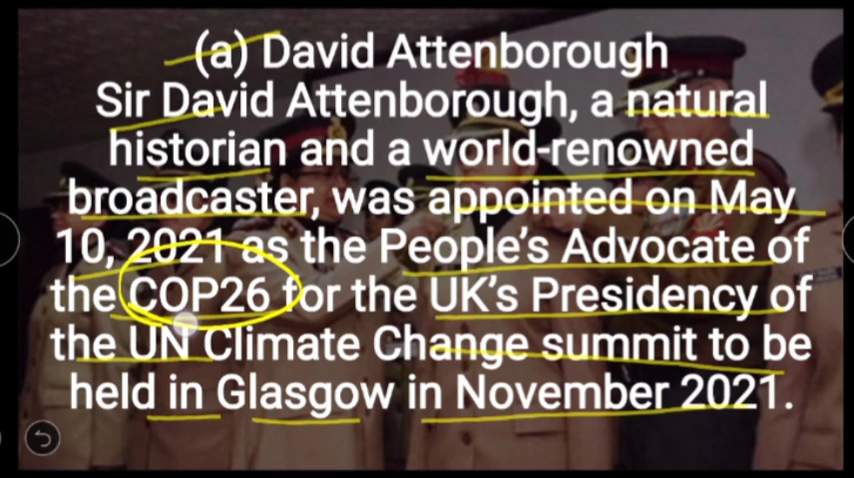 (a) David Attenborough
Sir David Attenborough, a natural
historian and a world-renowned
broadcaster, was appointed on May
10, 2021 as the People's Advocate of
the COP26 for the UK's Presidency of
the UN Climate Change summit to be
held in Glasgow in November 2021.